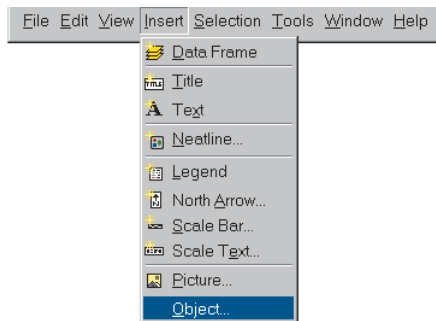 File Edit View Insert Selection Tools Window Help
Data Frame
Title
Text
Neatline...
Legend
North Arrow...
Scale Bar...
Scale Text...
Picture...
Object...